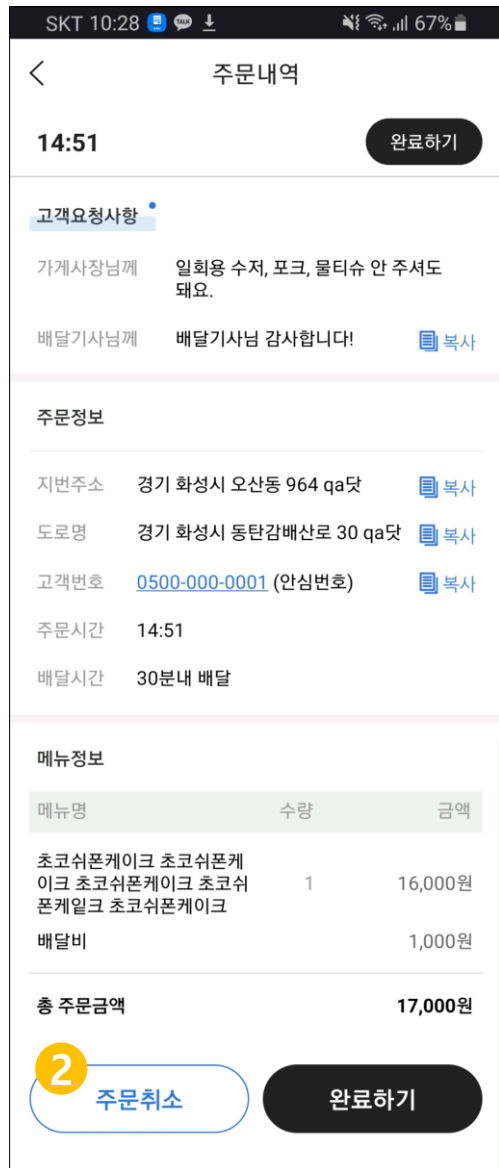 SKT 10:28 TALK 67%
주문내역
14:51 완료하기
고객요청사항
가게사장님께 일회용 수저, 포크, 물티슈 안 주셔도
돼요.
배달기사님께 배달기사님 감사합니다! 복사
주문정보
지번주소 경기 화성시 오산동 964 qa닷 복사
도로명 경기 화성시 동탄감배산로 30 qa닷 복사
고객번호 0500-000-0001 (안심번호) 복사
주문시간 14:51
배달시간 30분내 배달
메뉴정보
메뉴명 수량 금액
초코쉬폰케이크 초코쉬폰케
이크 초코쉬폰케이크 초코쉬 1 16,000원
폰케잍크 초코쉬폰케이크
배달비 1,000원
총 주문금액 17,000원
2
주문취소 완료하기